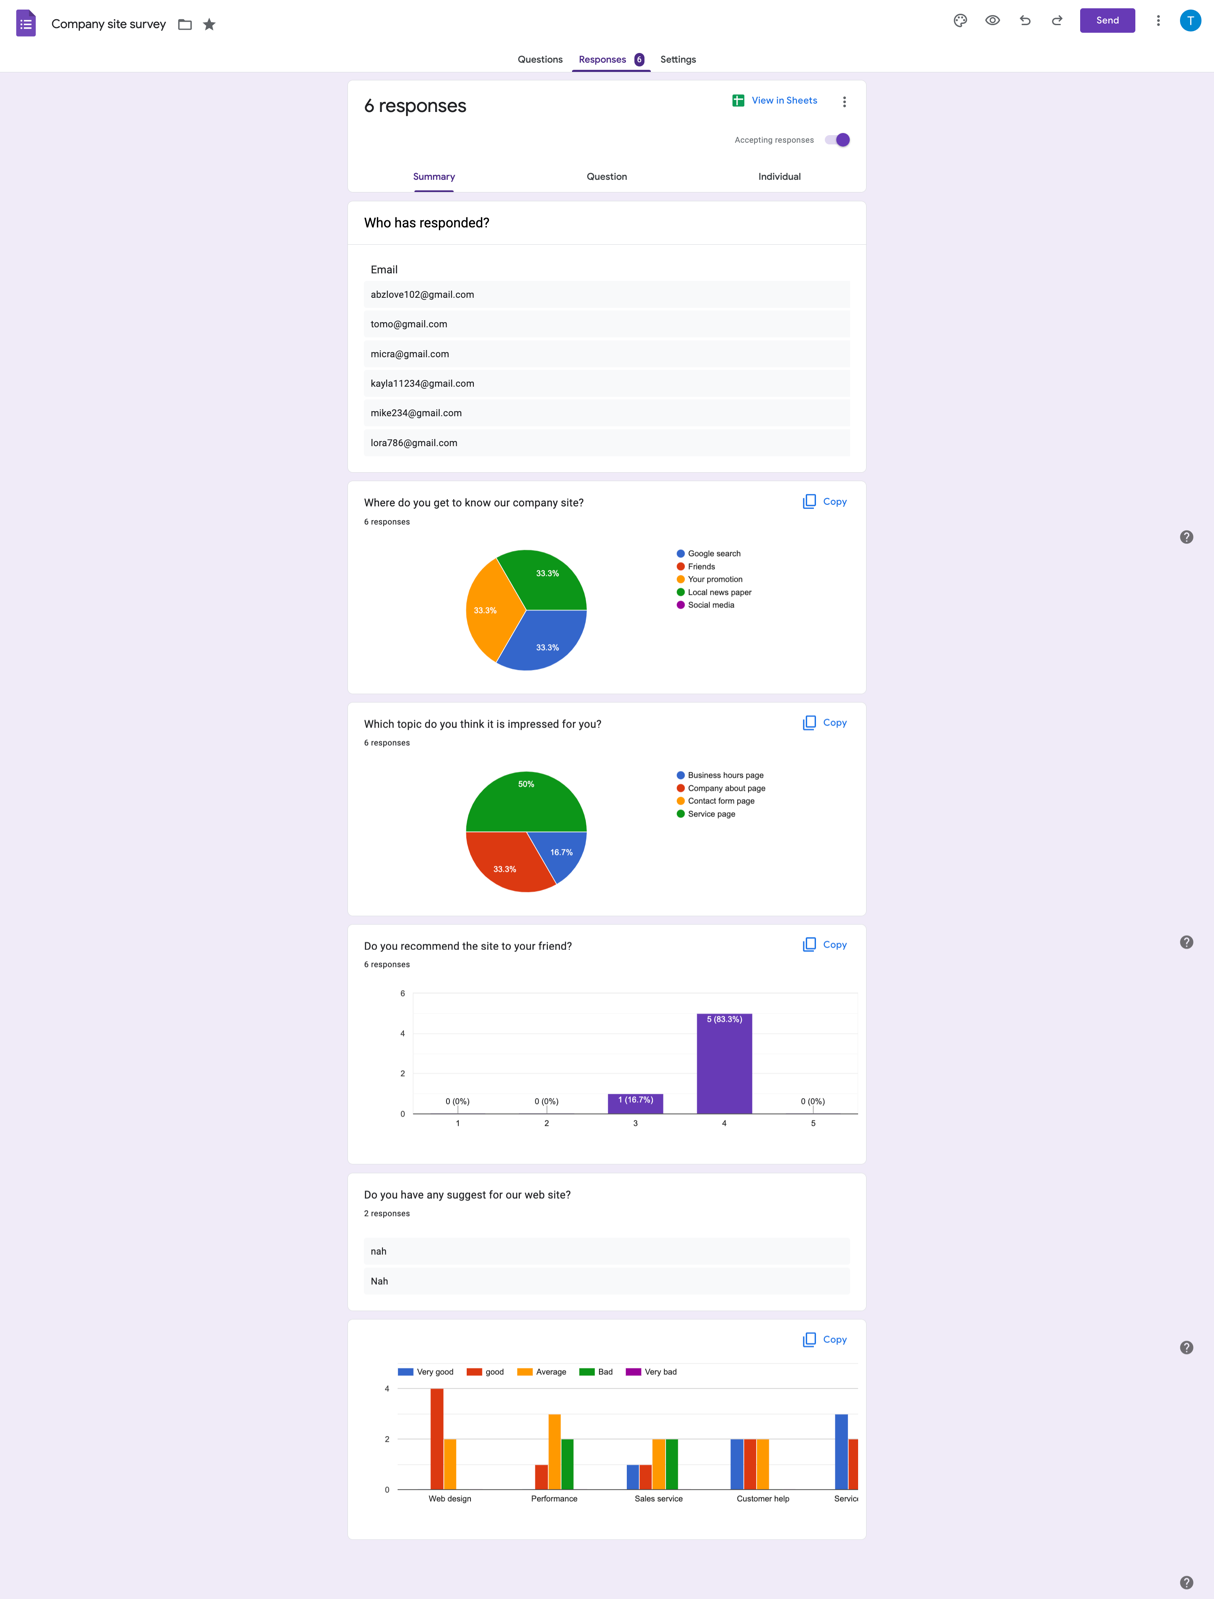 Company site survey
Send
T
Questions Responses 6 Settings
6 responses
View in Sheets
Accepting responses
Summary Question Individual
Who has responded?
Email
abzlove102@gmail.com
tomo@gmail.com
micra@gmail.com
kayla11234@gmail.com
mike234@gmail.com
lora786@gmail.com
Where do you get to know our company site?
Copy
6 responses
33.3%
33.3%
33.3%
Google search
Friends
Your promotion
Local news paper
Social media
Which topic do you think it is impressed for you?
Copy
6 responses
50%
16.7%
33.3%
Business hours page
Company about page
Contact form page
Service page
Do you recommend the site to your friend?
Copy
6 responses
6
4
2
0
0 (0%) 0 (0%) 1 (16.7%) 5 (83.3%) 0 (0%)
1 2 3 4 5
Do you have any suggest for our web site?
2 responses
nah
Nah
Copy
Very good good Average Bad Very bad
4
2
0
Web design Performance Sales service Customer help Servic